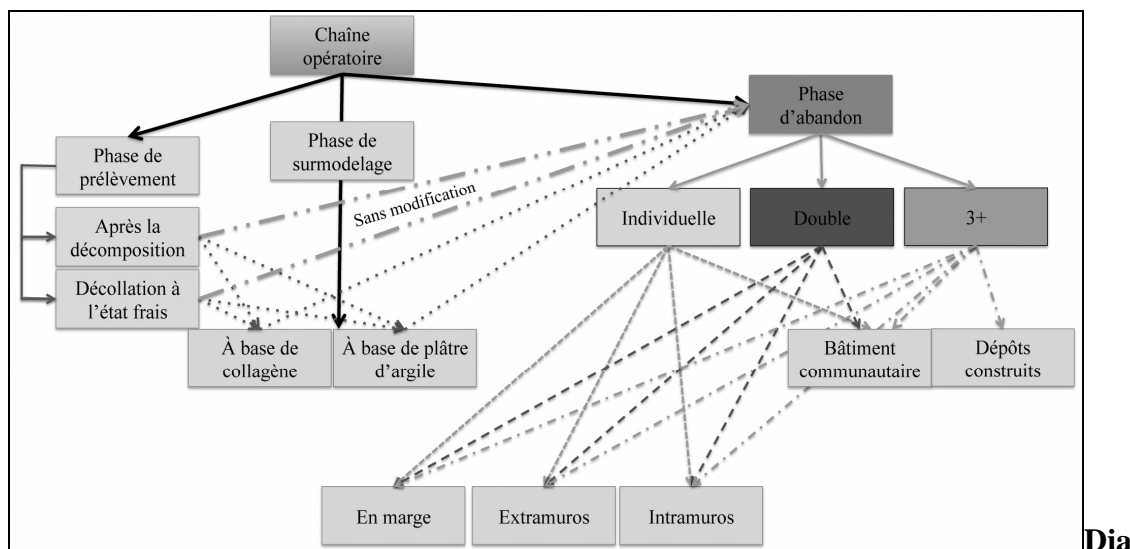 Chaîne
opératoire
Phase
d'abandon
Phase de
prélèvement
Phase de
surmodelage
Sans modification
Après la
décomposition
Individuelle
Double
3+
Décollation à
l'état frais
À base de
collagène
À base de plâtre
d'argile
Bâtiment
communautaire
Dépôts
construits
En marge
Extramuros
Intramuros
Dia